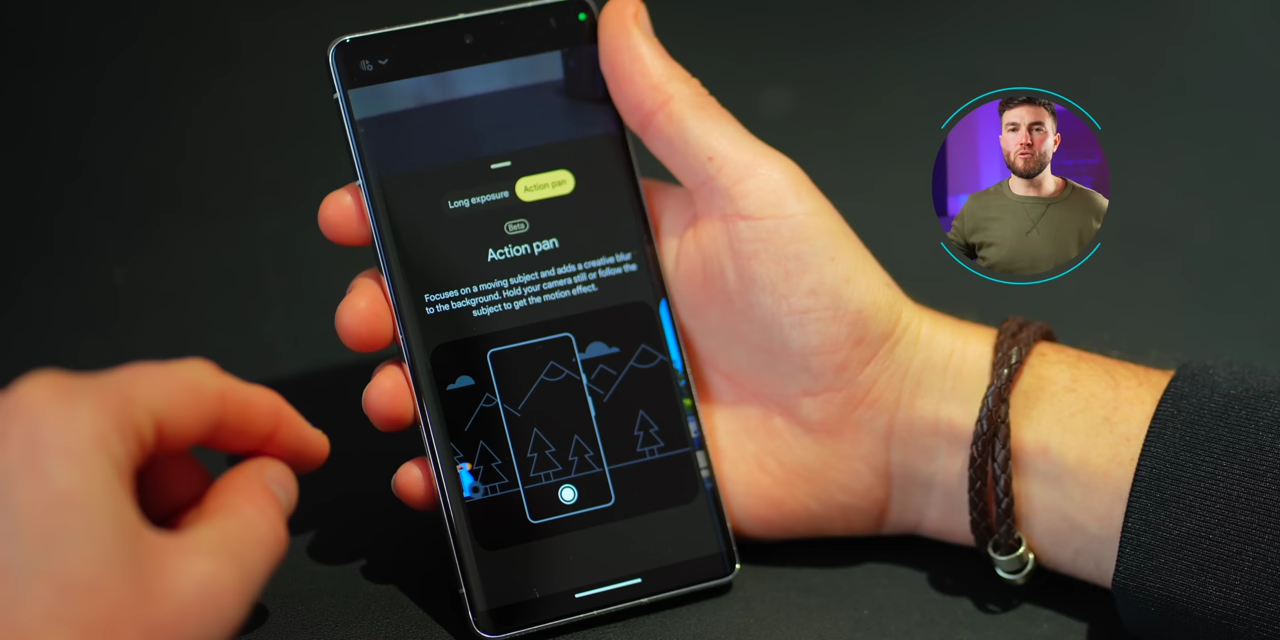 Long exposure Action pan
Beta
Action pan
Focuses on a moving subject and adds a creative blur
to the background. Hold your camera still or follow the
subject to get the motion effect.